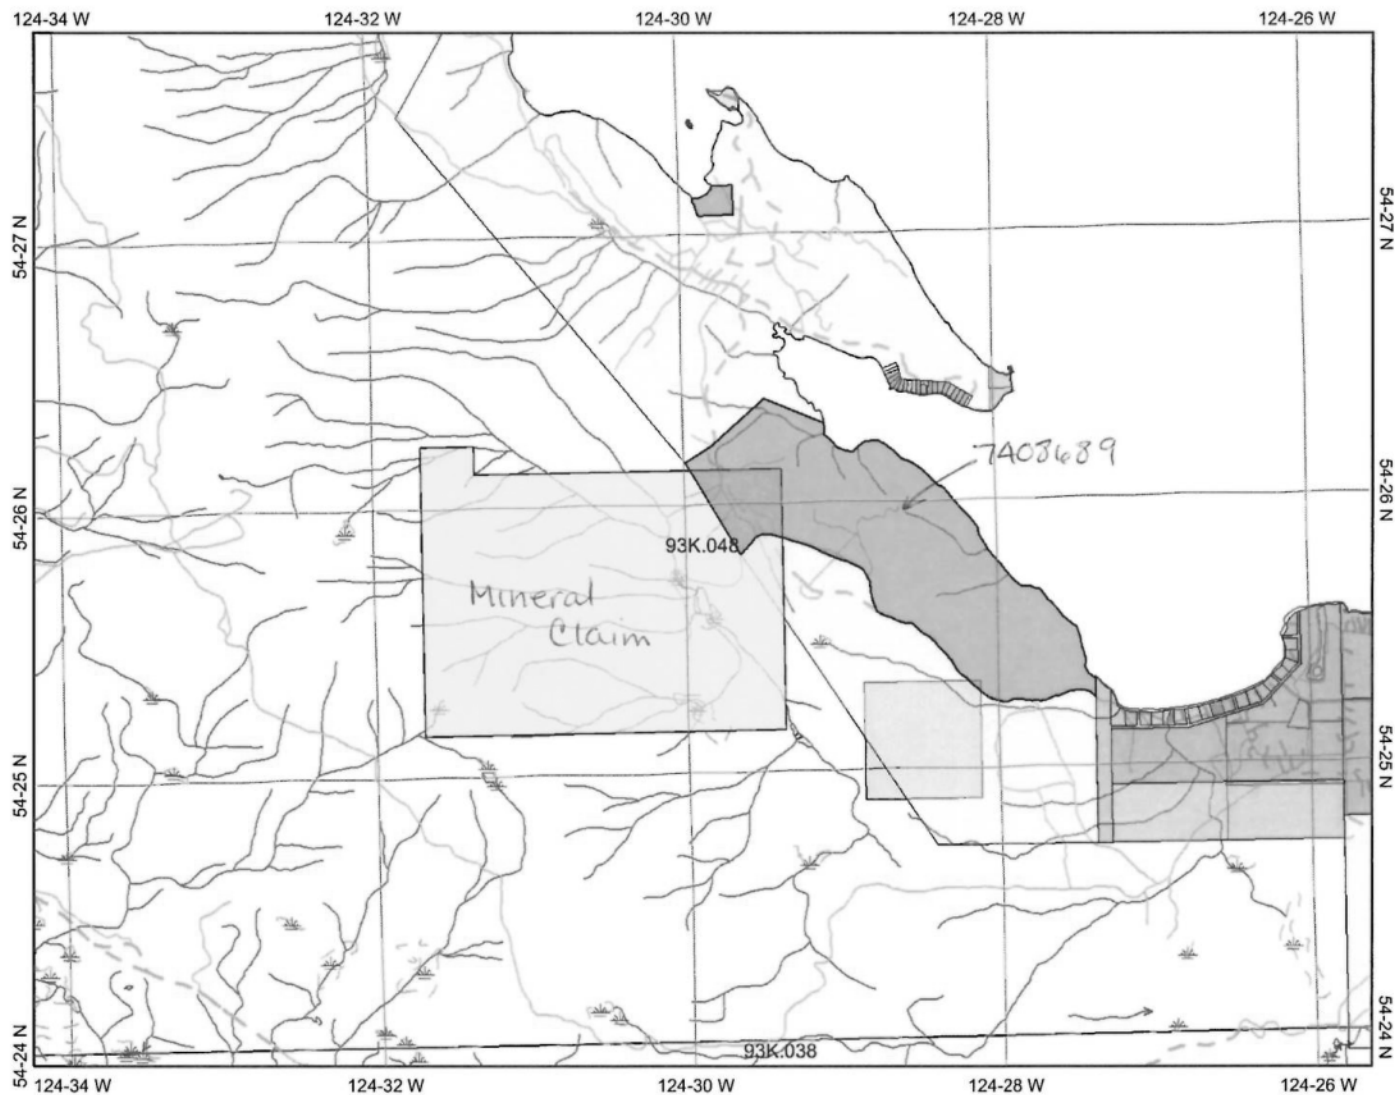 124-34 W 124-32 W 124-30 W 124-28 W 124-26 W
54-27 N 54-27 N
7408689
54-26 N 54-26 N
93K.048
Mineral
Claim
54-25 N 54-25 N
54-24 N 54-24 N
93K.038
124-34 W 124-32 W 124-30 W 124-28 W 124-26 W